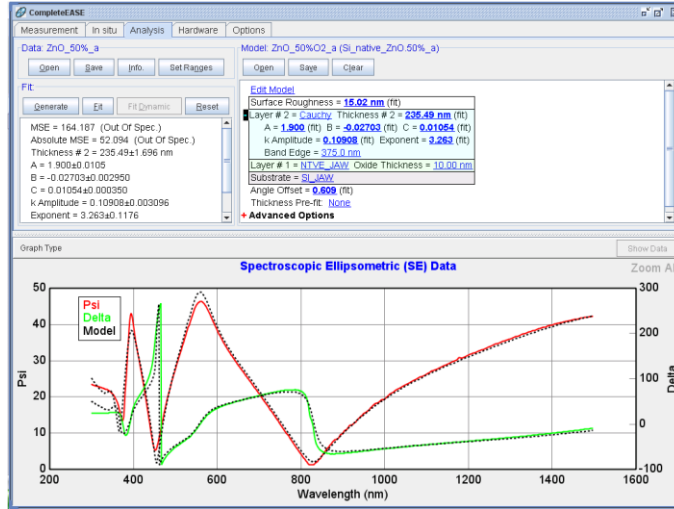 CompleteEASE
Measurement In situ Analysis Hardware Options
Data: ZnO_50%_a
Open Save Info. Set Ranges
Fit:
Generate Fit Fit Dynamic Reset
MSE = 164.187 (Out Of Spec.)
Absolute MSE = 52.094 (Out Of Spec.)
Thickness # 2 = 235.49±1.696 nm
A = 1.900±0.0105
B = -0.02703±0.002950
C = 0.01054±0.000350
k Amplitude = 0.10908±0.003096
Exponent = 3.263±0.1176
Model: ZnO_50%O2_a (Si_native_ZnO.50%_a)
Open Save Clear
Edit Model
Surface Roughness = 15.02 nm (fit)
Layer # 2 = Cauchy Thickness # 2 = 235.49 nm (fit)
A = 1.900 (fit) B = -0.02703 (fit) C = 0.01054 (fit)
k Amplitude = 0.10908 (fit) Exponent = 3.263 (fit)
Band Edge = 375.0 nm
Layer # 1 = NTVE_JAW Oxide Thickness = 10.00 nm
Substrate = SI_JAW
Angle Offset = 0.609 (fit)
Thickness Pre-fit: None
+ Advanced Options
Graph Type
Show Data
Spectroscopic Ellipsometric (SE) Data
Zoom Al
Psi
Delta
Model
50
40
30
20
10
0
Psi
300
200
100
0
-100
Delta
200 400 600 800 1000 1200 1400 1600
Wavelength (nm)